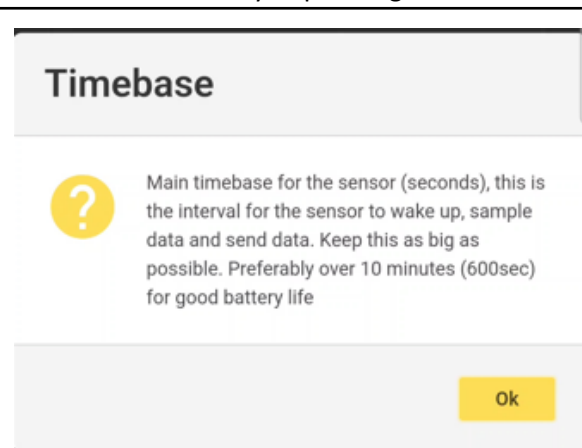 Timebase
?
Main timebase for the sensor (seconds), this is
the interval for the sensor to wake up, sample
data and send data. Keep this as big as
possible. Preferably over 10 minutes (600sec)
for good battery life
Ok